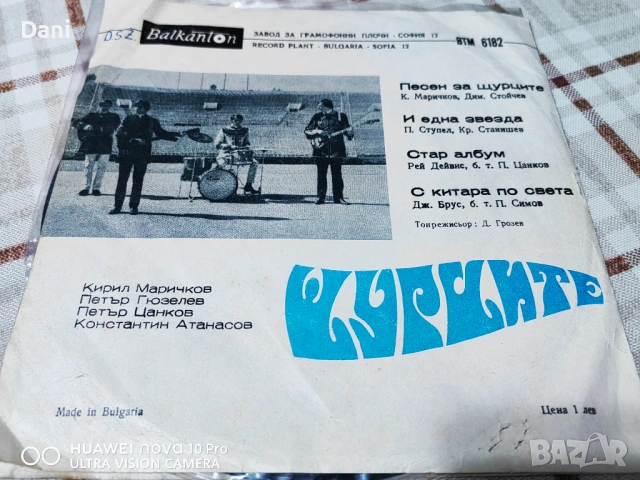 Dani
D52
Balkanton
ЗАВОД ЗА ГРАМОФОННИ ПЛОЧИ · СОФИЯ 12
RECORD PLANT · BULGARIA · SOFIA 12
ВТМ 6182
Песен за щурците
К. Маричков, Дим. Стойчев
И една звезда
П. Ступел, Кр. Станишев
Стар албум
Рей Дейвис, б. т. П. Цанков
С китара по света
Дж. Брус, б. т. П. Симов
Тонрежисьор: Д. Грозев
Кирил Маричков
Петър Гюзелев
Петър Цанков
Константин Атанасов
ЩУРЦИТЕ
Made in Bulgaria
Цена 1 лев
HUAWEI nova 10 Pro
ULTRA VISION CAMERA
BAZAR